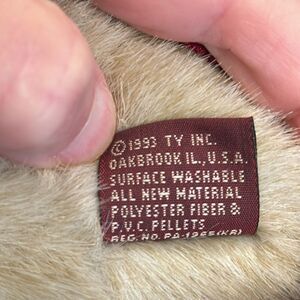 © 1993 TY INC.
OAKBROOK IL., U.S.A.
SURFACE WASHABLE
ALL NEW MATERIAL
POLYESTER FIBER &
P.V.C. PELLETS
REG. NO. PA-1965(KR)